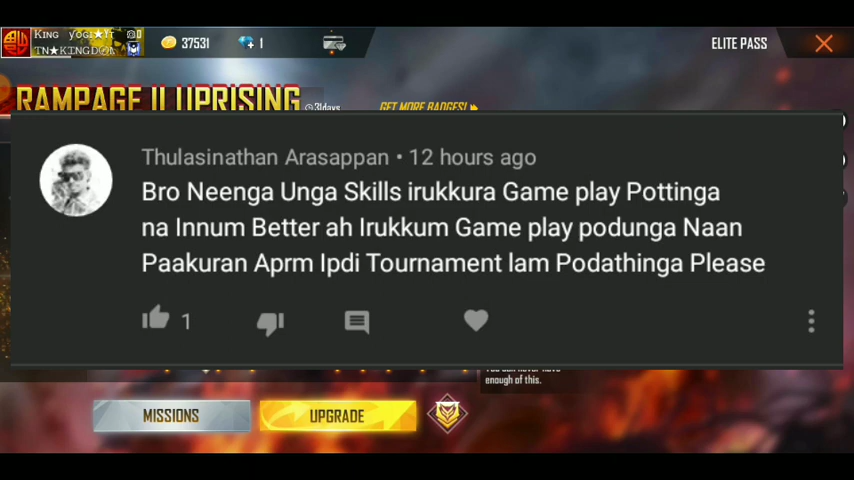 King yogi★Yt
TN★KINGDOM
37531
1
ELITE PASS
RAMPAGE II UPRISING
31days
GET MORE BADGES!
Thulasinathan Arasappan • 12 hours ago
Bro Neenga Unga Skills irukkura Game play Pottinga
na Innum Better ah Irukkum Game play podunga Naan
Paakuran Aprm Ipdi Tournament lam Podathinga Please
1
enough of this.
MISSIONS
UPGRADE